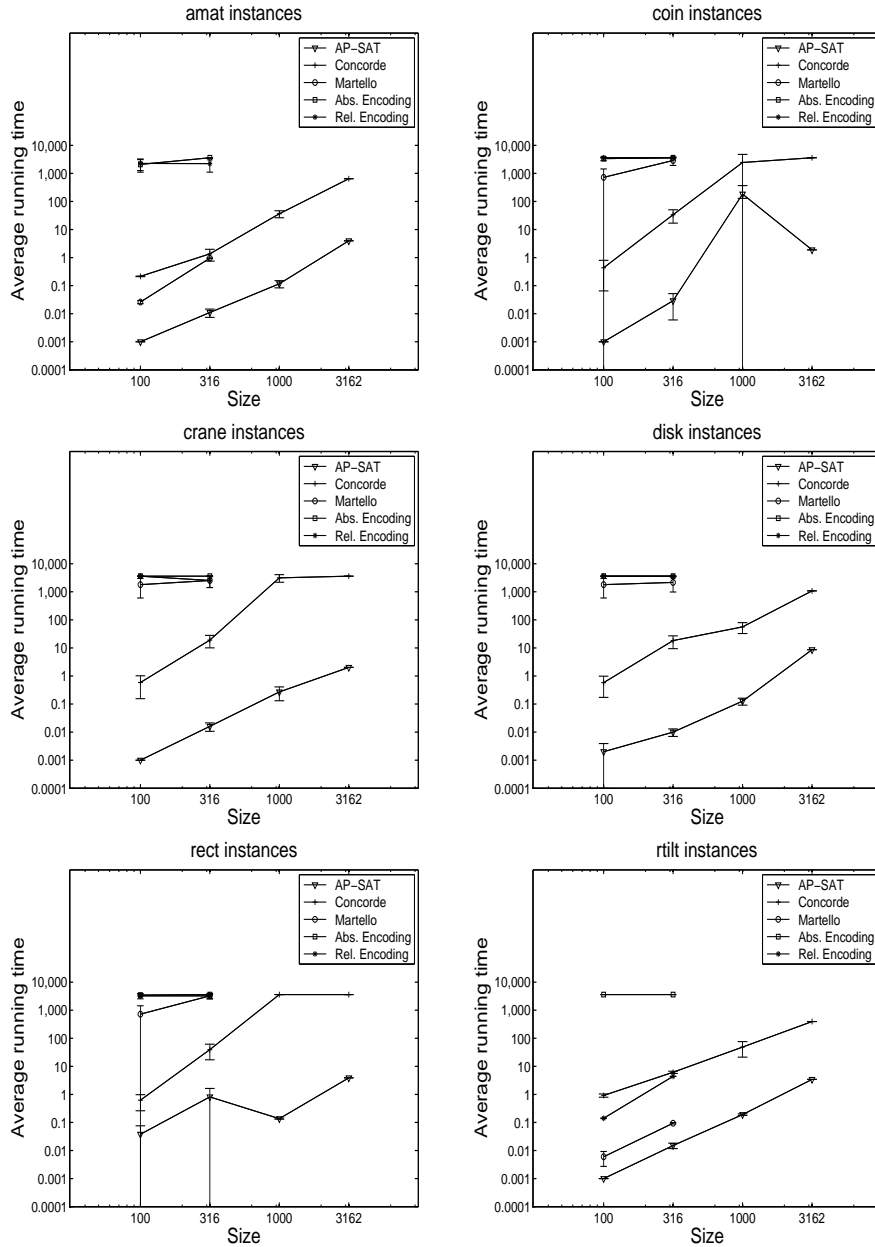 amat instances
AP-SAT
Concorde
Martello
Abs. Encoding
Rel. Encoding
Average running time
10,000
1,000
100
10
1
0.1
0.01
0.001
0.0001
100
316
1000
3162
Size
coin instances
AP-SAT
Concorde
Martello
Abs. Encoding
Rel. Encoding
Average running time
10,000
1,000
100
10
1
0.1
0.01
0.001
0.0001
100
316
1000
3162
Size
crane instances
AP-SAT
Concorde
Martello
Abs. Encoding
Rel. Encoding
Average running time
10,000
1,000
100
10
1
0.1
0.01
0.001
0.0001
100
316
1000
3162
Size
disk instances
AP-SAT
Concorde
Martello
Abs. Encoding
Rel. Encoding
Average running time
10,000
1,000
100
10
1
0.1
0.01
0.001
0.0001
100
316
1000
3162
Size
rect instances
AP-SAT
Concorde
Martello
Abs. Encoding
Rel. Encoding
Average running time
10,000
1,000
100
10
1
0.1
0.01
0.001
0.0001
100
316
1000
3162
Size
rtilt instances
AP-SAT
Concorde
Martello
Abs. Encoding
Rel. Encoding
Average running time
10,000
1,000
100
10
1
0.1
0.01
0.001
0.0001
100
316
1000
3162
Size